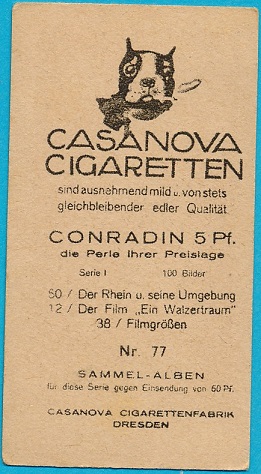 CASANOVA
CIGARETTEN
sind ausnehmend mild u. von stets
gleichbleibender edler Qualität
CONRADIN 5 Pf.
die Perle ihrer Preislage
Serie I 100 Bilder
50 / Der Rhein u. seine Umgebung
12 / Der Film „Ein Walzertraum"
38 / Filmgrößen
Nr. 77
SAMMEL-ALBEN
für diese Serie gegen Einsendung von 60 Pf.
CASANOVA CIGARETTENFABRIK
DRESDEN